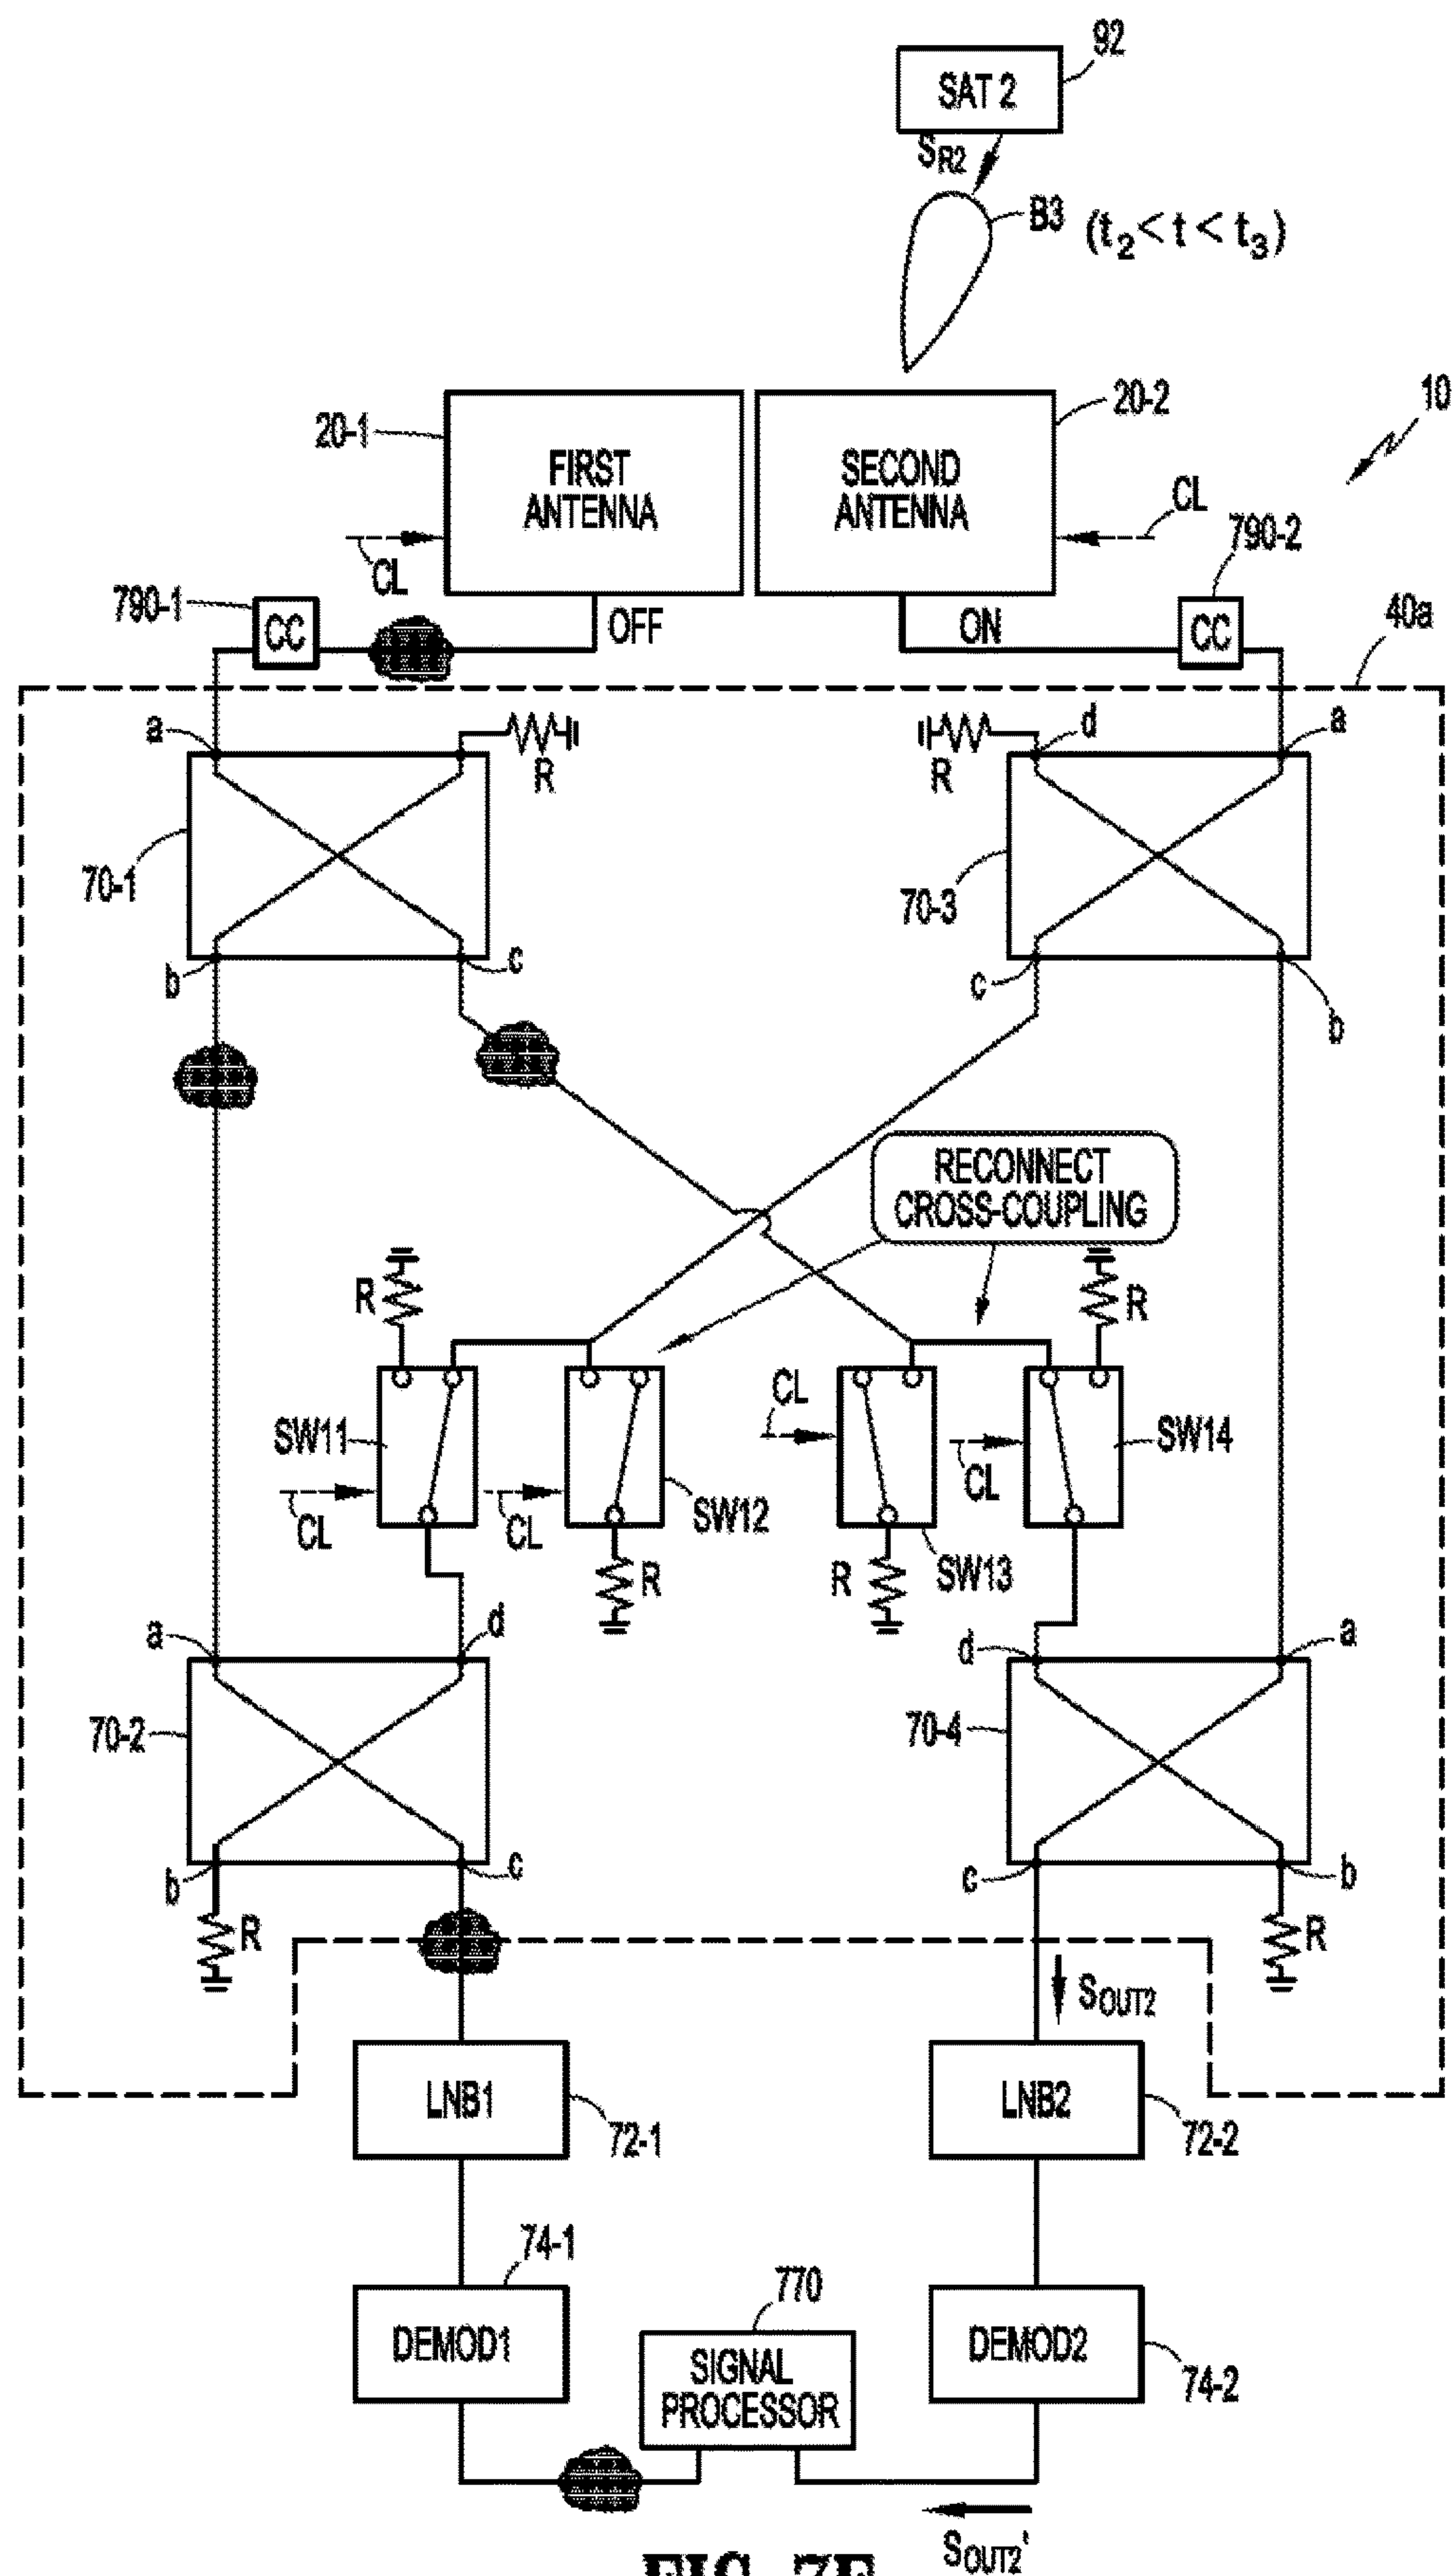 92
SAT 2
SR2
B3 (t2 < t < t3)
10
20-1
20-2
FIRST
ANTENNA
SECOND
ANTENNA
CL
CL
790-1
790-2
CC
OFF
ON
CC
40a
a
R
R
d
a
70-1
70-3
b
c
c
b
RECONNECT
CROSS-COUPLING
R
R
SW11
CL
SW14
CL
CL
CL
SW12
SW13
R
R
a
d
d
a
70-2
70-4
b
c
c
b
R
R
SOUT2
LNB1
LNB2
72-1
72-2
74-1
770
DEMOD1
SIGNAL
PROCESSOR
DEMOD2
74-2
SOUT2'